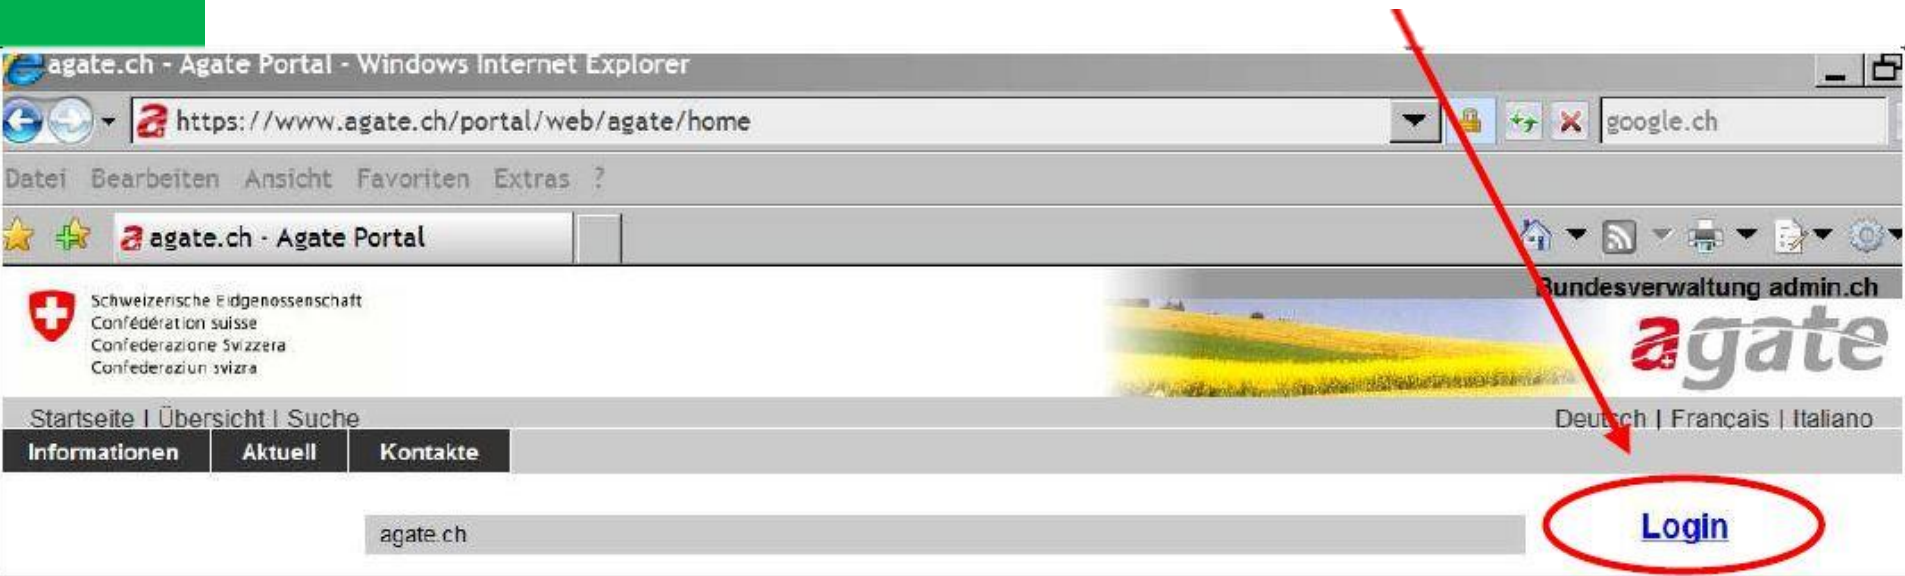 agate.ch - Agate Portal - Windows Internet Explorer
https://www.agate.ch/portal/web/agate/home google.ch
Datei Bearbeiten Ansicht Favoriten Extras ?
agate.ch - Agate Portal
Bundesverwaltung admin.ch
Schweizerische Eidgenossenschaft
Confédération suisse
Confederazione Svizzera
Confederaziun svizra
agate
Startseite | Übersicht | Suche Deutsch | Français | Italiano
Informationen Aktuell Kontakte
Login
agate.ch